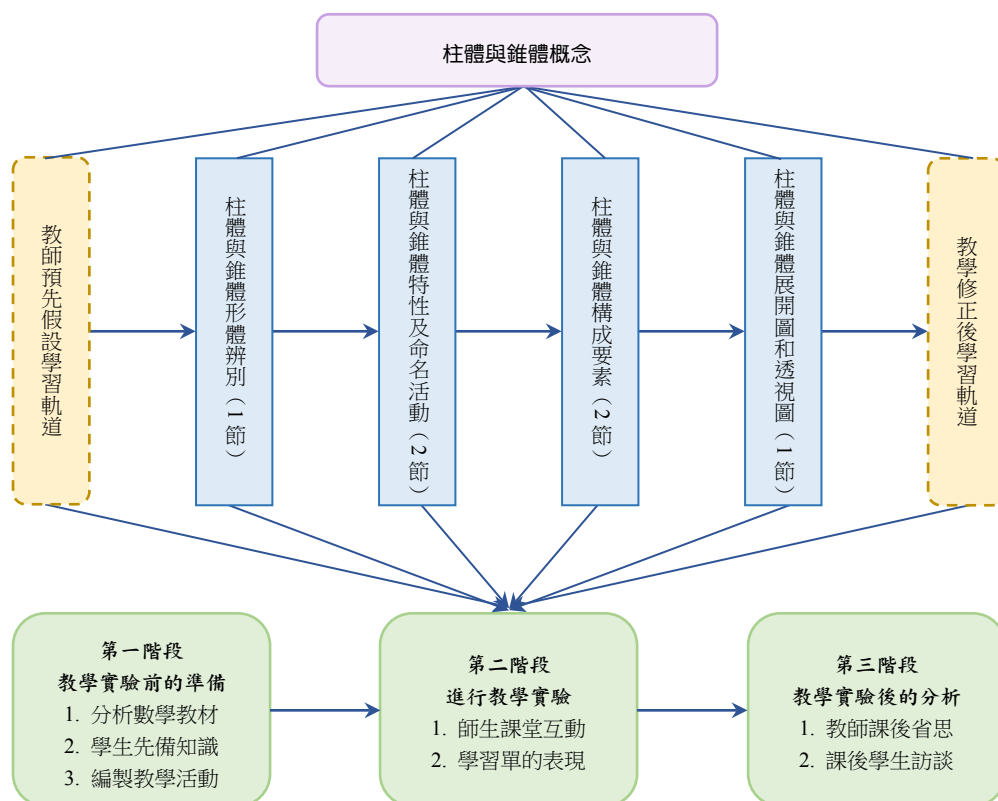 柱體與錐體概念
教師預先假設學習軌道
柱體與錐體形體辨別（1節）
柱體與錐體特性及命名活動（2節）
柱體與錐體構成要素（2節）
柱體與錐體展開圖和透視圖（1節）
教學修正後學習軌道
第一階段
教學實驗前的準備
1. 分析數學教材
2. 學生先備知識
3. 編製教學活動
第二階段
進行教學實驗
1. 師生課堂互動
2. 學習單的表現
第三階段
教學實驗後的分析
1. 教師課後省思
2. 課後學生訪談